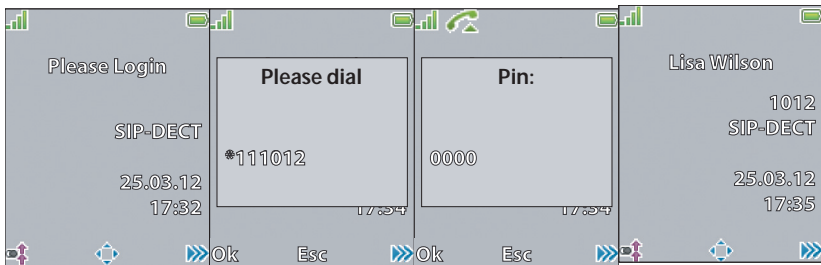 Please Login
SIP-DECT
25.03.12
17:32
Please dial
*111012
17:34
Ok Esc
Pin:
0000
17:34
Ok Esc
Lisa Wilson
1012
SIP-DECT
25.03.12
17:35